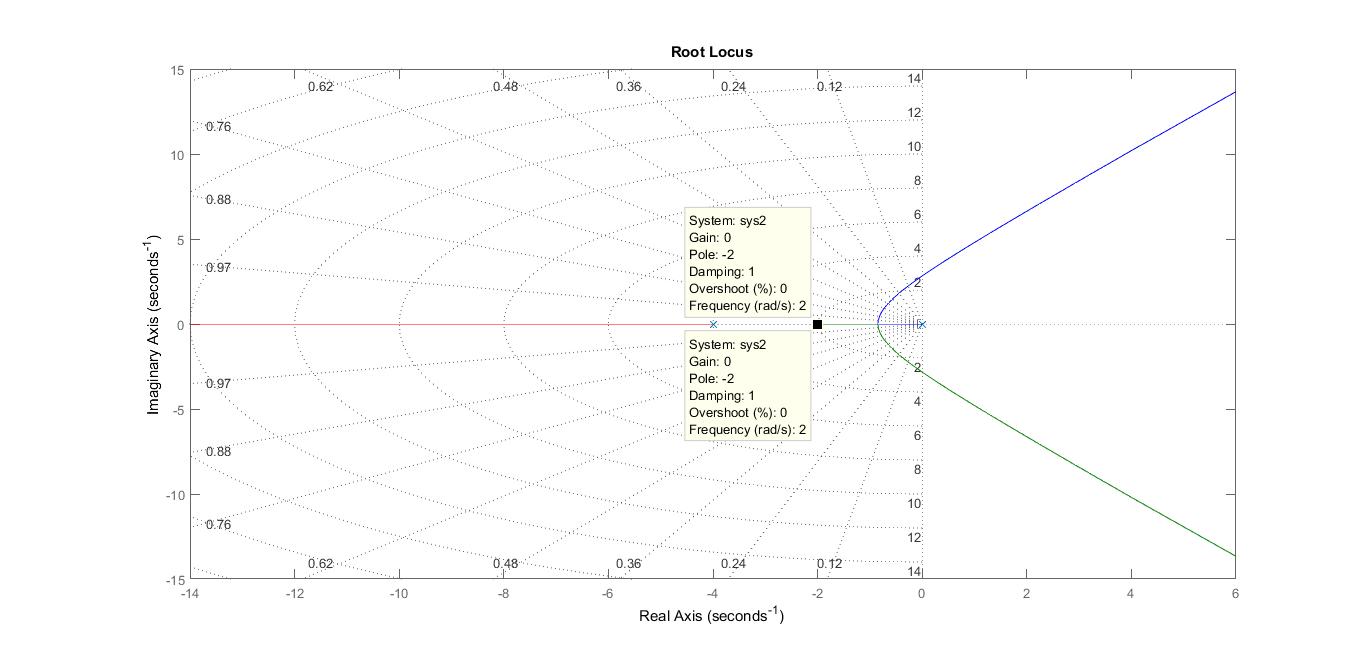 Root Locus
15
0.62 0.48 0.36 0.24 0.12 14
0.76 12
10 10
0.88 8
6
5 4
0.97 2
System: sys2
Gain: 0
Pole: -2
Damping: 1
Overshoot (%): 0
Frequency (rad/s): 2
0
System: sys2
Gain: 0
Pole: -2
Damping: 1
Overshoot (%): 0
Frequency (rad/s): 2
2
0.97 4
-5 6
0.88 8
-10 10
0.76 12
0.62 0.48 0.36 0.24 0.12 14
-15
-14 -12 -10 -8 -6 -4 -2 0 2 4 6
Real Axis (seconds-1)
Imaginary Axis (seconds-1)